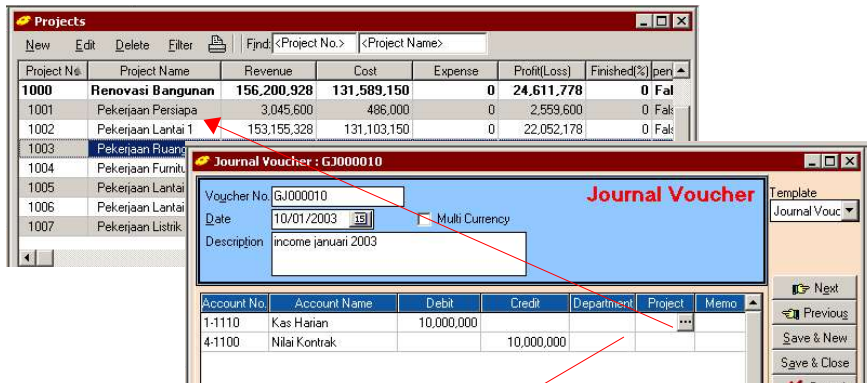 Projects
New Edit Delete Filter Find: <Project No.> <Project Name>
Project No Project Name Revenue Cost Expense Profit(Loss) Finished(%)
1000 Renovasi Bangunan 156,200,928 131,589,150 0 24,611,778 0 Fal
1001 Pekerjaan Persiapa 3,045,600 486,000 0 2,559,600 0 Fals
1002 Pekerjaan Lantai 1 153,155,328 131,103,150 0 22,052,178 0 Fals
1003 Pekerjaan Ruang
1004 Pekerjaan Furnitu
1005 Pekerjaan Lantai
1006 Pekerjaan Lantai
1007 Pekerjaan Listrik
Journal Voucher : GJ000010
Voucher No. GJ000010 Journal Voucher
Date 10/01/2003 15 Multi Currency
Description income januari 2003
Template
Journal Vouc
Account No. Account Name Debit Credit Department Project Memo
1-1110 Kas Harian 10,000,000 ...
4-1100 Nilai Kontrak 10,000,000
Next
Previous
Save & New
Save & Close